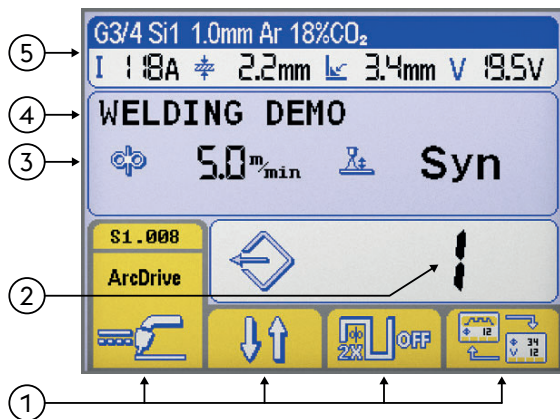 G3/4 Si1 1.0mm Ar 18%CO₂
I 118A 2.2mm 3.4mm V 19.5V
WELDING DEMO
5.0 m/min Syn
S1.008
ArcDrive
1
2X OFF
12
34
V 12
5
4
3
2
1